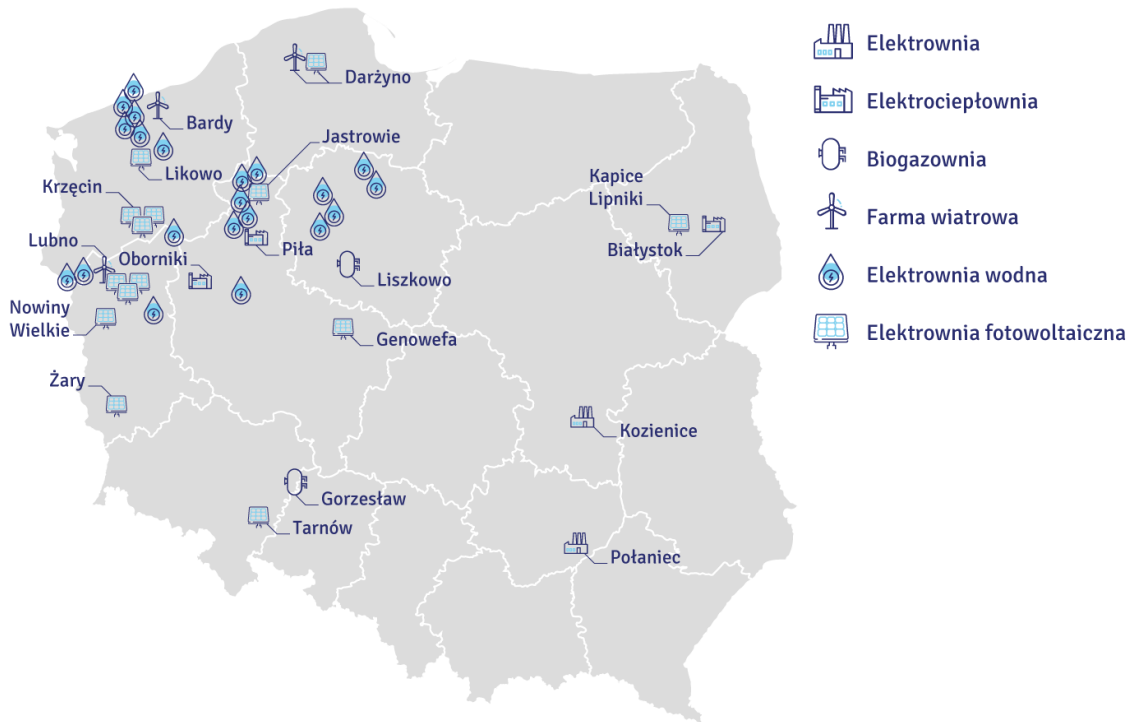 Darżyno
Bardy
Jastrowie
Likowo
Krzęcin
Kapice
Lipniki
Lubno
Oborniki
Piła
Białystok
Liszkowo
Nowiny
Wielkie
Genowefa
Żary
Kozienice
Gorzesław
Tarnów
Połaniec
Elektrownia
Elektrociepłownia
Biogazownia
Farma wiatrowa
Elektrownia wodna
Elektrownia fotowoltaiczna